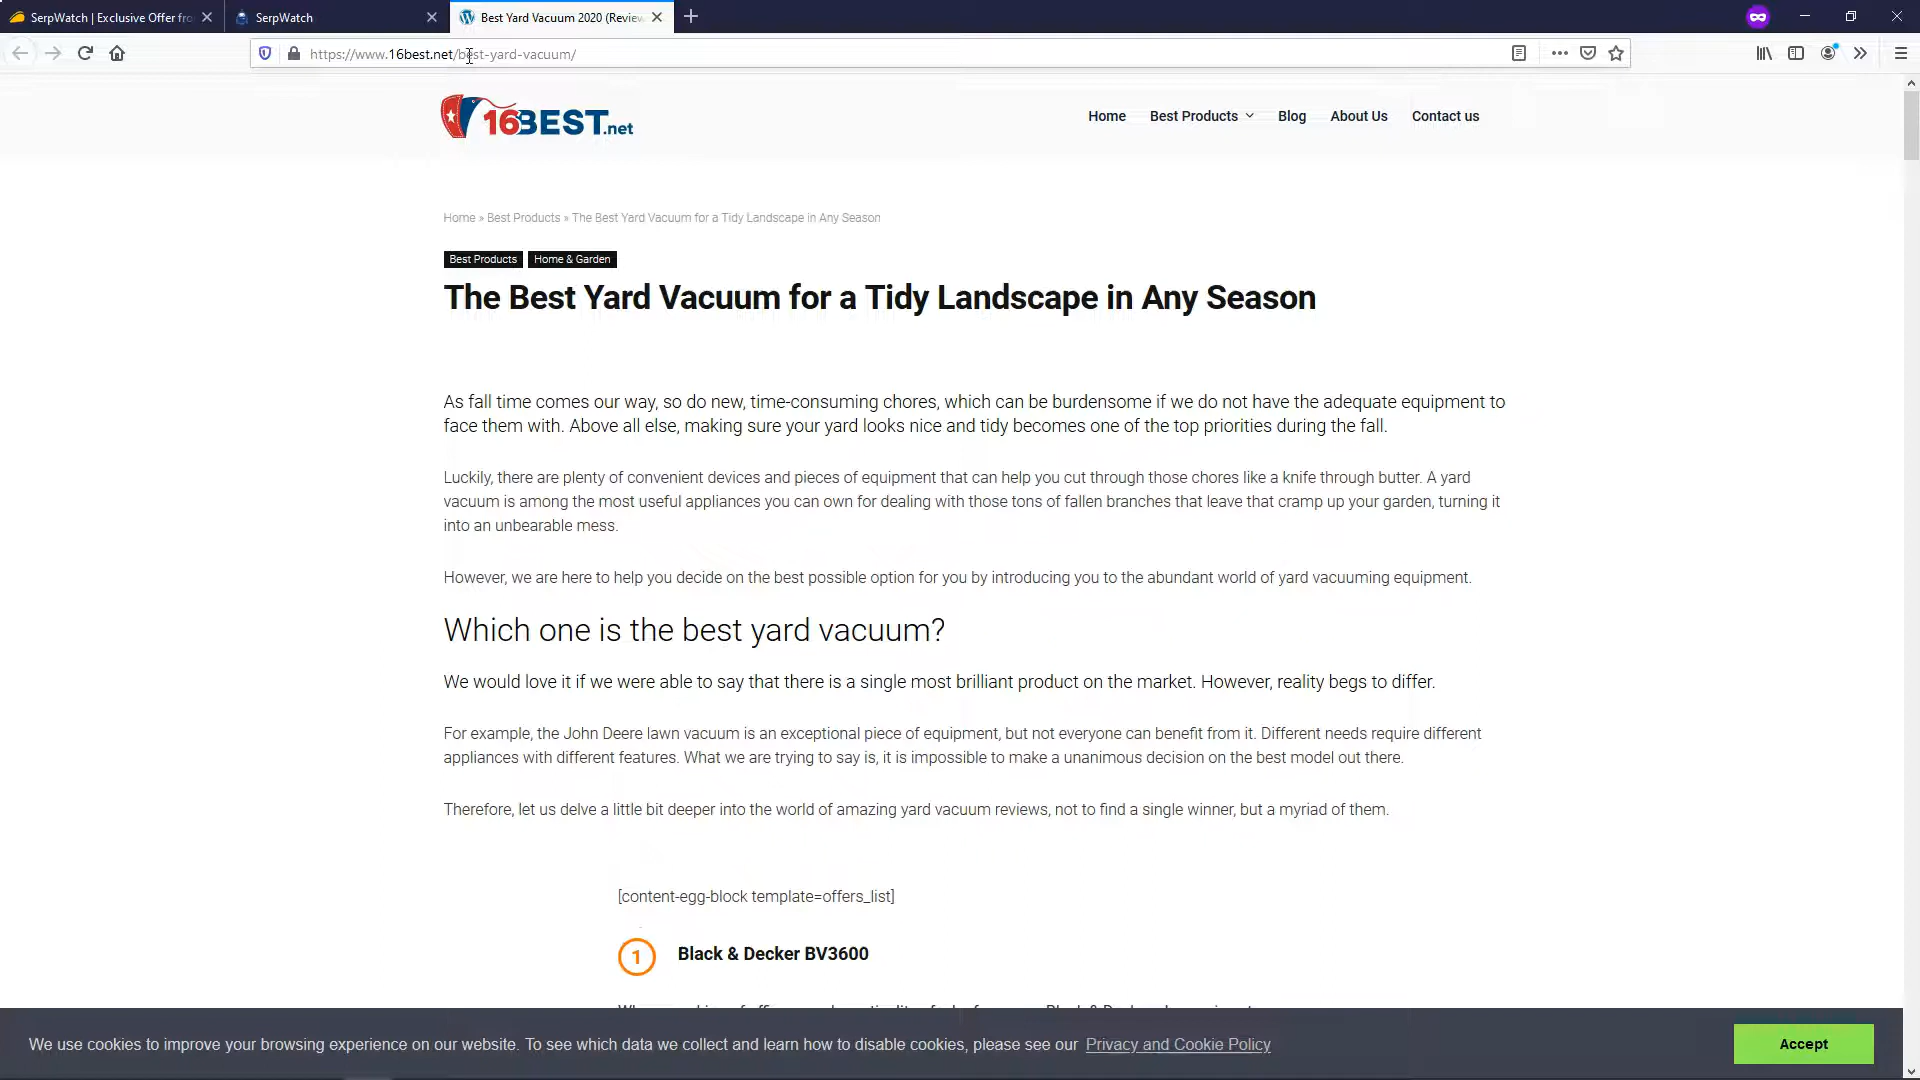 SerpWatch | Exclusive Offer fro
SerpWatch
Best Yard Vacuum 2020 (Review
https://www.16best.net/best-yard-vacuum/
16BEST.net
Home
Best Products
Blog
About Us
Contact us
Home » Best Products » The Best Yard Vacuum for a Tidy Landscape in Any Season
Best Products
Home & Garden
The Best Yard Vacuum for a Tidy Landscape in Any Season
As fall time comes our way, so do new, time-consuming chores, which can be burdensome if we do not have the adequate equipment to
face them with. Above all else, making sure your yard looks nice and tidy becomes one of the top priorities during the fall.
Luckily, there are plenty of convenient devices and pieces of equipment that can help you cut through those chores like a knife through butter. A yard
vacuum is among the most useful appliances you can own for dealing with those tons of fallen branches that leave that cramp up your garden, turning it
into an unbearable mess.
However, we are here to help you decide on the best possible option for you by introducing you to the abundant world of yard vacuuming equipment.
Which one is the best yard vacuum?
We would love it if we were able to say that there is a single most brilliant product on the market. However, reality begs to differ.
For example, the John Deere lawn vacuum is an exceptional piece of equipment, but not everyone can benefit from it. Different needs require different
appliances with different features. What we are trying to say is, it is impossible to make a unanimous decision on the best model out there.
Therefore, let us delve a little bit deeper into the world of amazing yard vacuum reviews, not to find a single winner, but a myriad of them.
[content-egg-block template=offers_list]
1
Black & Decker BV3600
We use cookies to improve your browsing experience on our website. To see which data we collect and learn how to disable cookies, please see our Privacy and Cookie Policy
Accept